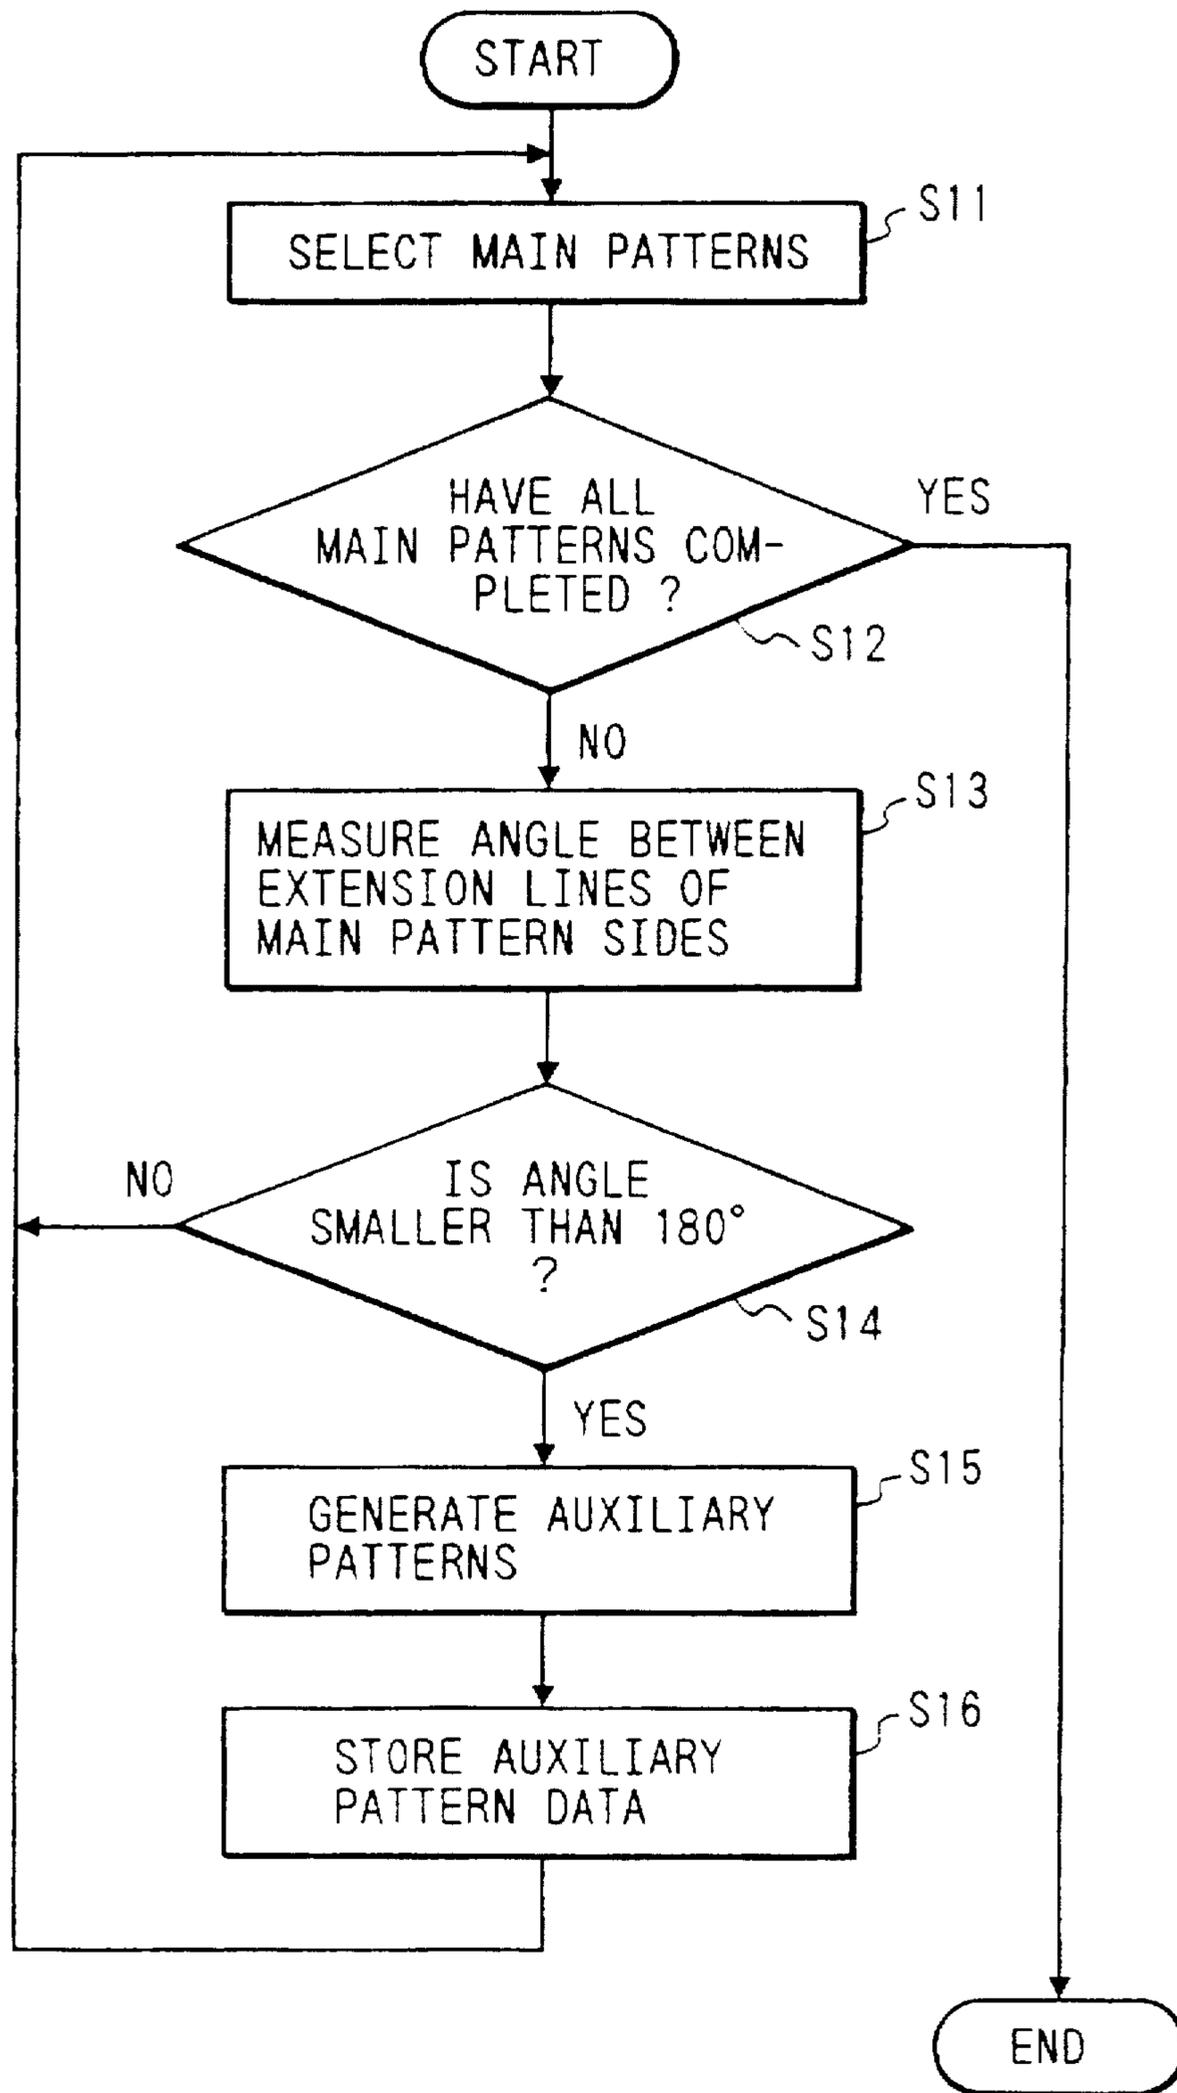 START
S11
SELECT MAIN PATTERNS
YES
HAVE ALL
MAIN PATTERNS COM-
PLETED ?
S12
NO
S13
MEASURE ANGLE BETWEEN
EXTENSION LINES OF
MAIN PATTERN SIDES
NO
IS ANGLE
SMALLER THAN 180°
?
S14
YES
S15
GENERATE AUXILIARY
PATTERNS
S16
STORE AUXILIARY
PATTERN DATA
END